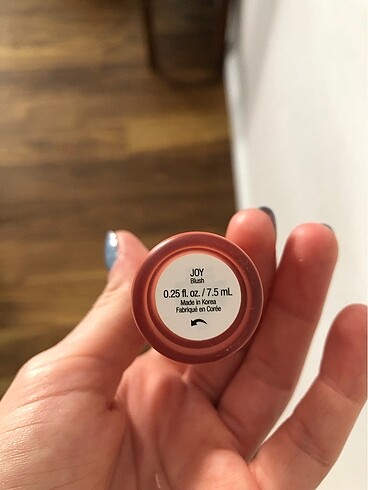 JOY
Blush
0.25 fl. oz. / 7.5 mL
Made in Korea
Fabriqué en Corée